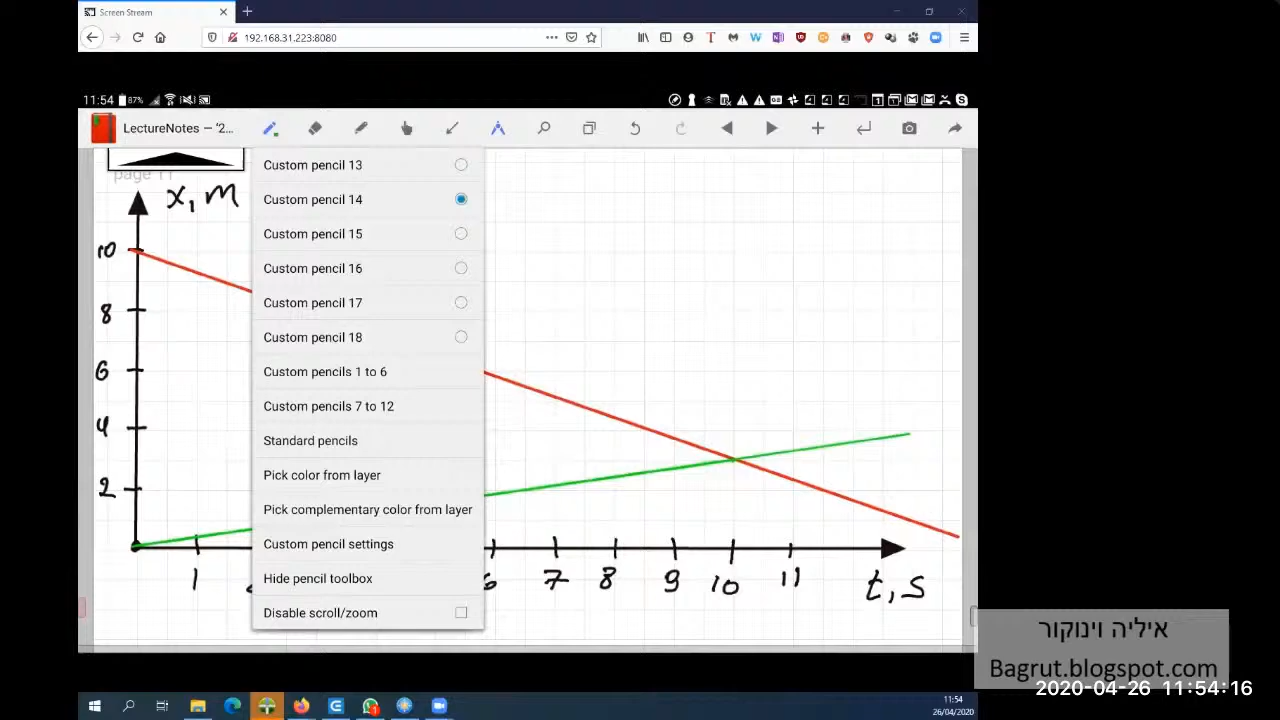 Screen Stream
192.168.31.223:8080
11:54 87%
LectureNotes – '2...
page 11
Custom pencil 13
Custom pencil 14
Custom pencil 15
Custom pencil 16
Custom pencil 17
Custom pencil 18
Custom pencils 1 to 6
Custom pencils 7 to 12
Standard pencils
Pick color from layer
Pick complementary color from layer
Custom pencil settings
Hide pencil toolbox
Disable scroll/zoom
x, m
10
8
6
4
2
1 6 7 8 9 10 11
t, s
איליה וינוקור
Bagrut.blogspot.com
2020-04-26 11:54:16
11:54
26/04/2020